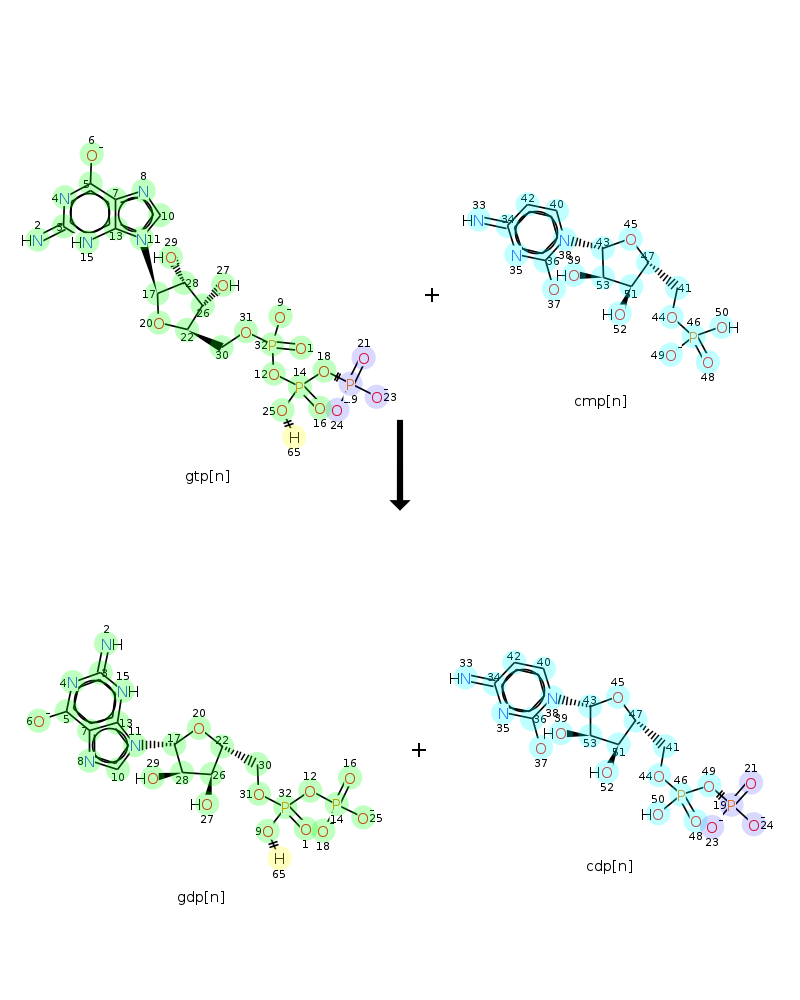 6
O-
5
4
N
8
N
7
10
3
2
HN
HN
15
13
N
11
29
HO
27
OH
28
17
26
20
O
22
30
31
O
9
O-
32
P
O1
12
O
14
P
18
O
21
O
P
19
O-
23
O-
24
25
O
O
16
H
65
gtp[n]
+
33
HN
34
42
40
N
35
36
N
38
O
37
39
HO
43
45
O
47
53
51
HO
52
41
44
O
46
P
50
OH
49
O-
O
48
cmp[n]
2
NH
3
4
N
15
NH
6
O-
5
7
13
11
N
8
N
10
17
20
O
22
29
HO
28
26
HO
27
30
31
O
32
P
12
O
16
O
P
14
O-
25
O-
18
9
O
O
1
H
65
gdp[n]
+
33
HN
34
42
40
N
35
36
N
38
O
37
39
HO
43
45
O
47
53
51
HO
52
41
44
O
46
P
49
O
50
HO
O
48
21
O
19
P
O-
24
O-
23
cdp[n]